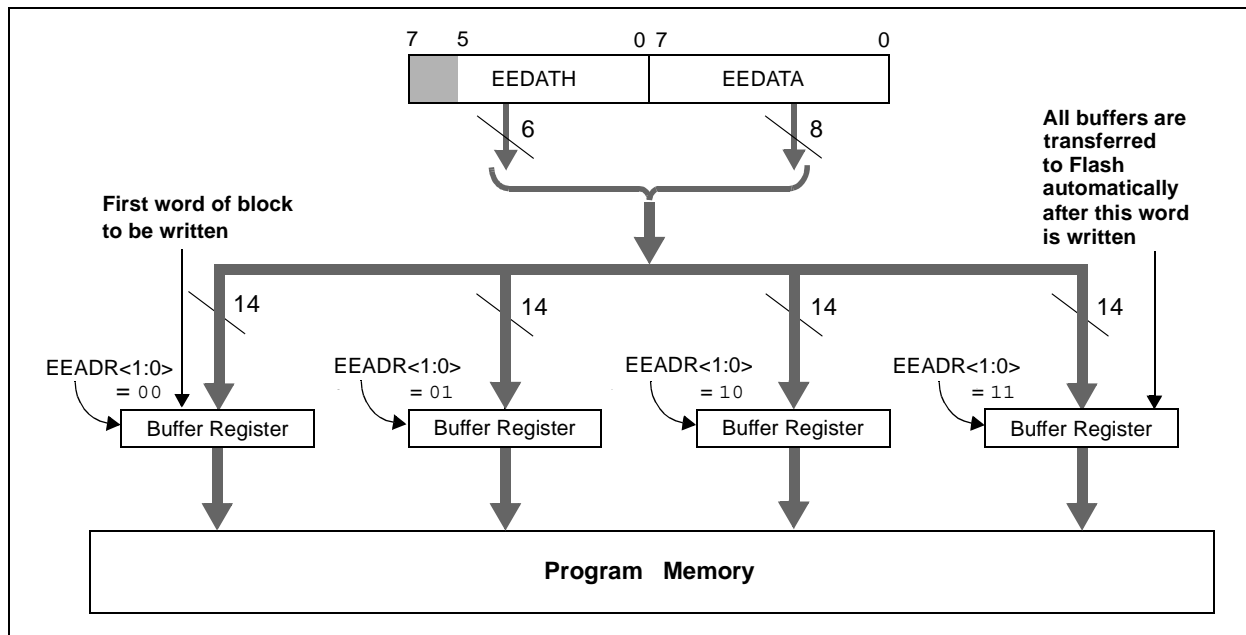 7 5 0 7 0
EEDATH EEDATA
6 8
All buffers are
transferred
to Flash
automatically
after this word
is written
First word of block
to be written
14 14 14 14
EEADR<1:0>
= 00
EEADR<1:0>
= 01
EEADR<1:0>
= 10
EEADR<1:0>
= 11
Buffer Register Buffer Register Buffer Register Buffer Register
Program Memory